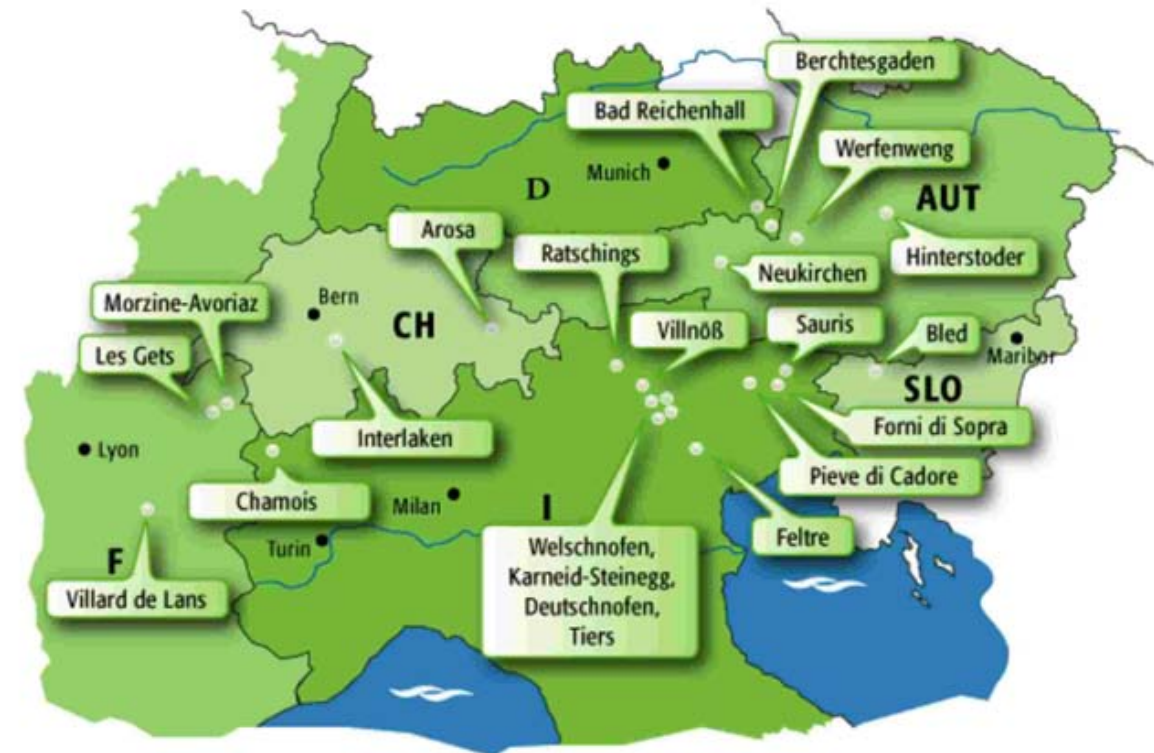 Berchtesgaden
Bad Reichenhall
Werfenweng
Munich
D
AUT
Arosa
Ratschings
Hinterstoder
Neukirchen
Morzine-Avoriaz
Bern
CH
Villnöß
Sauris
Bled
Maribor
Les Gets
SLO
Interlaken
Forni di Sopra
Lyon
Pieve di Cadore
Chamois
Milan
I
Feltre
Turin
Welschnofen,
Karneid-Steinegg,
Deutschnofen,
Tiers
F
Villard de Lans